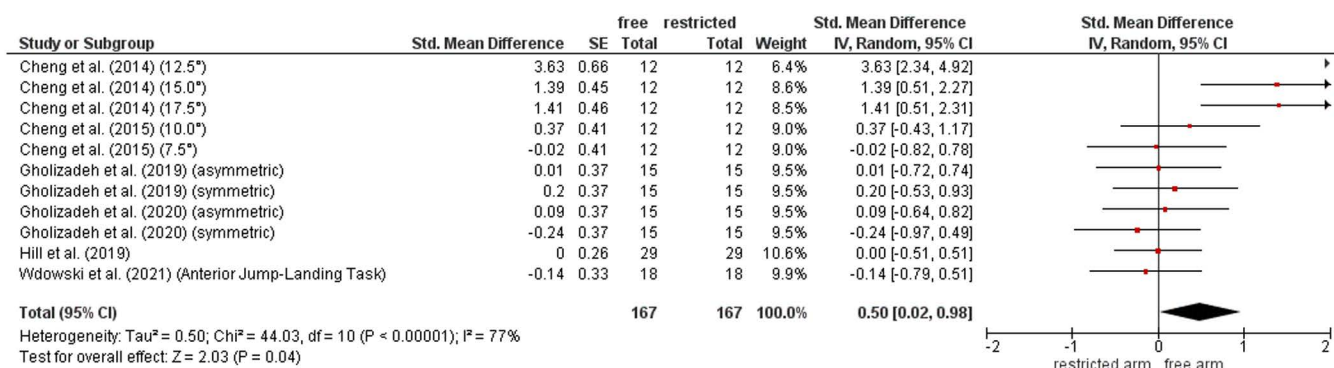 free restricted Std. Mean Difference Std. Mean Difference
Study or Subgroup Std. Mean Difference SE Total Total Weight IV, Random, 95% CI IV, Random, 95% CI
Cheng et al. (2014) (12.5°) 3.63 0.66 12 12 6.4% 3.63 [2.34, 4.92]
Cheng et al. (2014) (15.0°) 1.39 0.45 12 12 8.6% 1.39 [0.51, 2.27]
Cheng et al. (2014) (17.5°) 1.41 0.46 12 12 8.5% 1.41 [0.51, 2.31]
Cheng et al. (2015) (10.0°) 0.37 0.41 12 12 9.0% 0.37 [-0.43, 1.17]
Cheng et al. (2015) (7.5°) -0.02 0.41 12 12 9.0% -0.02 [-0.82, 0.78]
Gholizadeh et al. (2019) (asymmetric) 0.01 0.37 15 15 9.5% 0.01 [-0.72, 0.74]
Gholizadeh et al. (2019) (symmetric) 0.2 0.37 15 15 9.5% 0.20 [-0.53, 0.93]
Gholizadeh et al. (2020) (asymmetric) 0.09 0.37 15 15 9.5% 0.09 [-0.64, 0.82]
Gholizadeh et al. (2020) (symmetric) -0.24 0.37 15 15 9.5% -0.24 [-0.97, 0.49]
Hill et al. (2019) 0 0.26 29 29 10.6% 0.00 [-0.51, 0.51]
Wdowski et al. (2021) (Anterior Jump-Landing Task) -0.14 0.33 18 18 9.9% -0.14 [-0.79, 0.51]
Total (95% CI) 167 167 100.0% 0.50 [0.02, 0.98]
Heterogeneity: Tau² = 0.50; Chi² = 44.03, df = 10 (P < 0.00001); I² = 77%
Test for overall effect: Z = 2.03 (P = 0.04)
-2 -1 0 1 2
restricted arm free arm